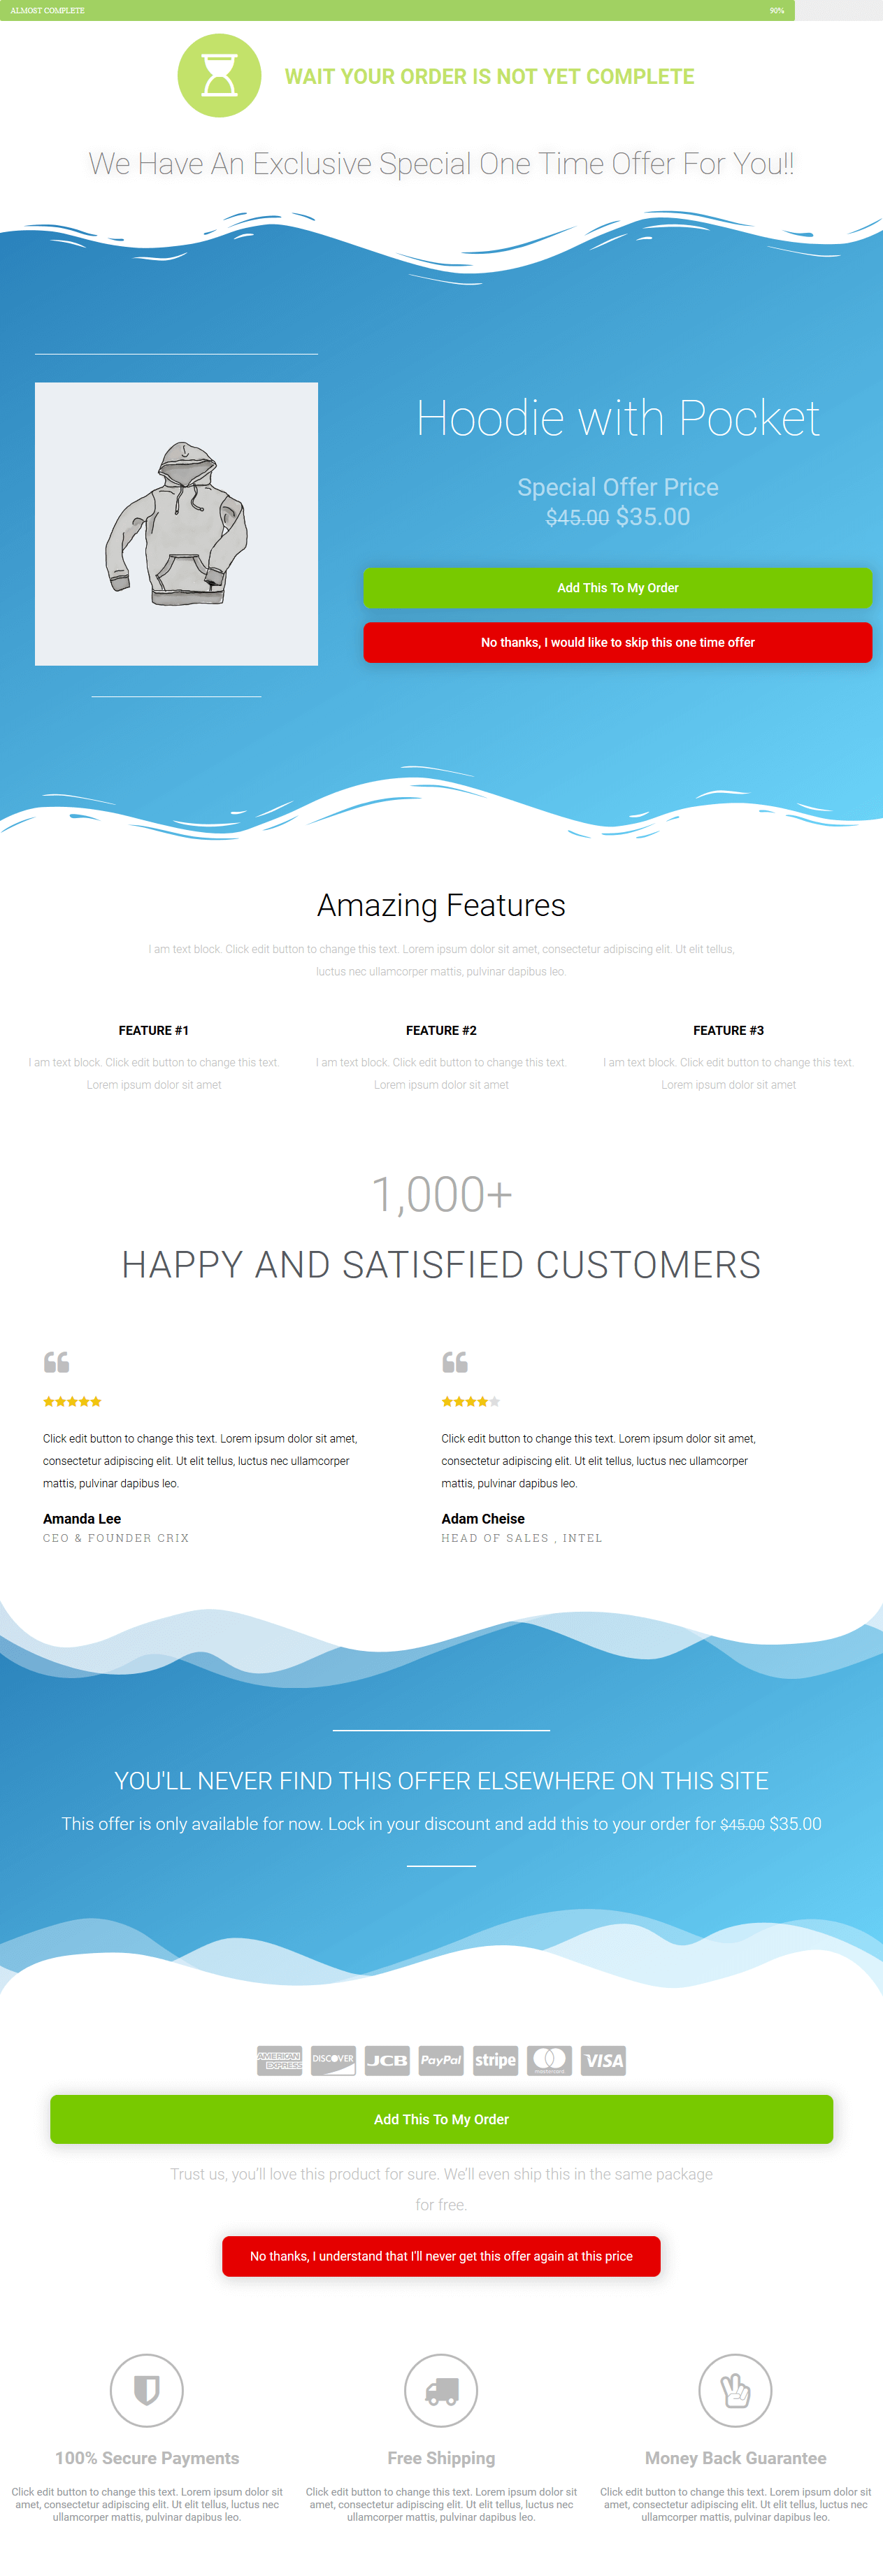 ALMOST COMPLETE 90%
WAIT YOUR ORDER IS NOT YET COMPLETE
We Have An Exclusive Special One Time Offer For You!!
Hoodie with Pocket
Special Offer Price
$45.00 $35.00
Add This To My Order
No thanks, I would like to skip this one time offer
Amazing Features
I am text block. Click edit button to change this text. Lorem ipsum dolor sit amet, consectetur adipiscing elit. Ut elit tellus,
luctus nec ullamcorper mattis, pulvinar dapibus leo.
FEATURE #1
I am text block. Click edit button to change this text.
Lorem ipsum dolor sit amet
FEATURE #2
I am text block. Click edit button to change this text.
Lorem ipsum dolor sit amet
FEATURE #3
I am text block. Click edit button to change this text.
Lorem ipsum dolor sit amet
1,000+
HAPPY AND SATISFIED CUSTOMERS
Click edit button to change this text. Lorem ipsum dolor sit amet,
consectetur adipiscing elit. Ut elit tellus, luctus nec ullamcorper
mattis, pulvinar dapibus leo.
Amanda Lee
CEO & FOUNDER CRIX
Click edit button to change this text. Lorem ipsum dolor sit amet,
consectetur adipiscing elit. Ut elit tellus, luctus nec ullamcorper
mattis, pulvinar dapibus leo.
Adam Cheise
HEAD OF SALES , INTEL
YOU'LL NEVER FIND THIS OFFER ELSEWHERE ON THIS SITE
This offer is only available for now. Lock in your discount and add this to your order for $45.00 $35.00
AMERICAN EXPRESS DISCOVER JCB PayPal stripe mastercard VISA
Add This To My Order
Trust us, you'll love this product for sure. We'll even ship this in the same package
for free.
No thanks, I understand that I'll never get this offer again at this price
100% Secure Payments
Click edit button to change this text. Lorem ipsum dolor sit
amet, consectetur adipiscing elit. Ut elit tellus, luctus nec
ullamcorper mattis, pulvinar dapibus leo.
Free Shipping
Click edit button to change this text. Lorem ipsum dolor sit
amet, consectetur adipiscing elit. Ut elit tellus, luctus nec
ullamcorper mattis, pulvinar dapibus leo.
Money Back Guarantee
Click edit button to change this text. Lorem ipsum dolor sit
amet, consectetur adipiscing elit. Ut elit tellus, luctus nec
ullamcorper mattis, pulvinar dapibus leo.